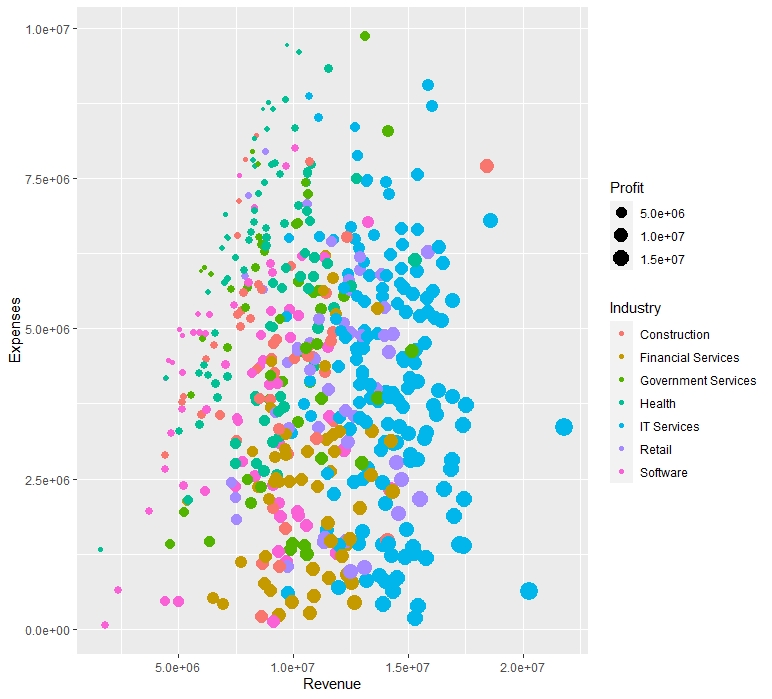 1.0e+07
7.5e+06
5.0e+06
2.5e+06
0.0e+00
Expenses
5.0e+06
1.0e+07
1.5e+07
2.0e+07
Revenue
Profit
5.0e+06
1.0e+07
1.5e+07
Industry
Construction
Financial Services
Government Services
Health
IT Services
Retail
Software